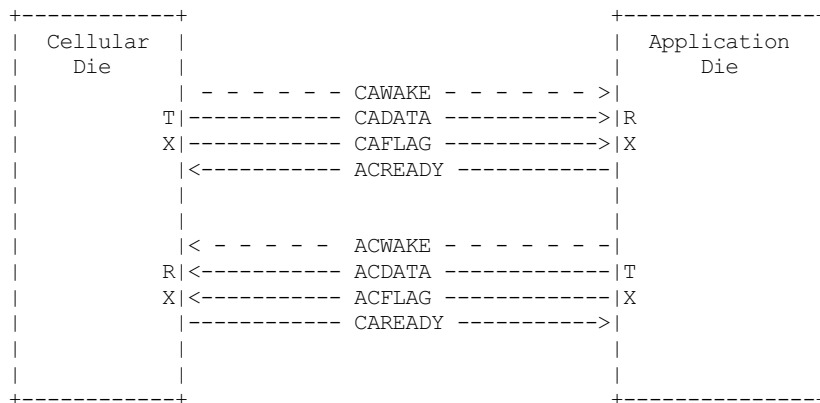 Cellular Application
Die Die
CAWAKE
T CADATA R
X CAFLAG X
ACREADY
ACWAKE
R ACDATA T
X ACFLAG X
CAREADY